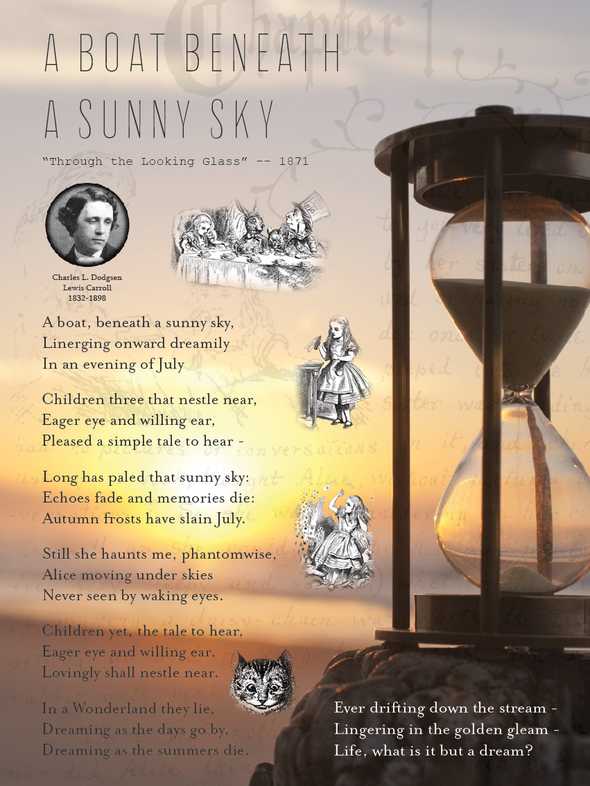 Chapter I
A BOAT BENEATH
A SUNNY SKY
"Through the Looking Glass" -- 1871
Charles L. Dodgsen
Lewis Carroll
1832-1898
A boat, beneath a sunny sky,
Linerging onward dreamily
In an evening of July
Children three that nestle near,
Eager eye and willing ear,
Pleased a simple tale to hear -
Long has paled that sunny sky:
Echoes fade and memories die:
Autumn frosts have slain July.
Still she haunts me, phantomwise,
Alice moving under skies
Never seen by waking eyes.
Children yet, the tale to hear,
Eager eye and willing ear,
Lovingly shall nestle near.
In a Wonderland they lie,
Dreaming as the days go by,
Dreaming as the summers die.
Ever drifting down the stream -
Lingering in the golden gleam -
Life, what is it but a dream?